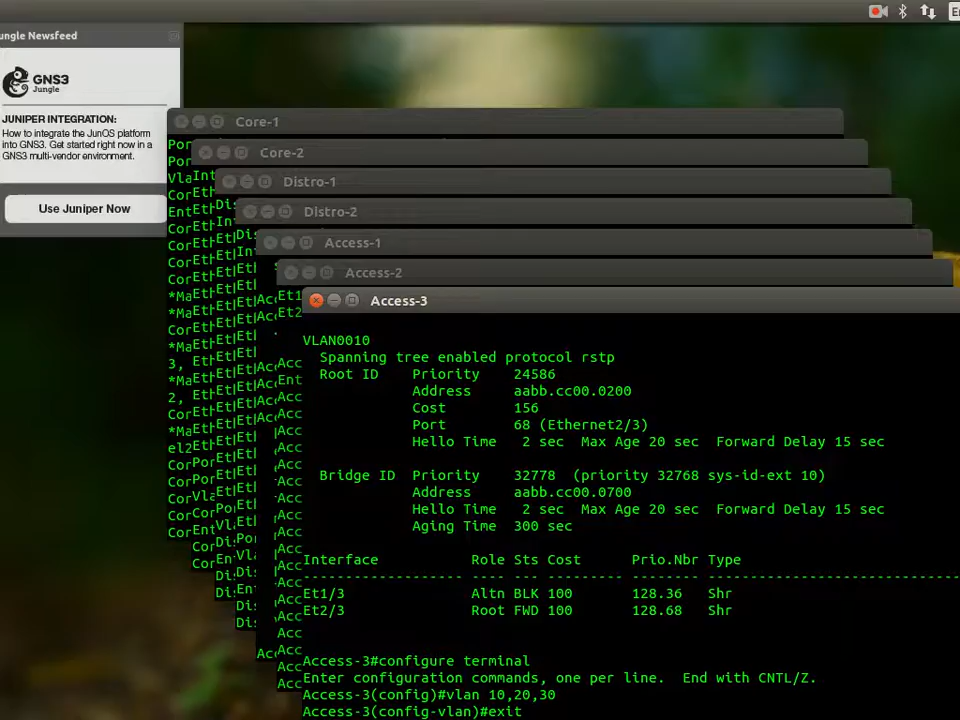 En
ungle Newsfeed
GNS3
Jungle
JUNIPER INTEGRATION:
How to integrate the JunOS platform
into GNS3. Get started right now in a
GNS3 multi-vendor environment.
Use Juniper Now
Core-1
Core-2
Distro-1
Distro-2
Access-1
Access-2
Access-3
VLAN0010
Spanning tree enabled protocol rstp
Root ID Priority 24586
Address aabb.cc00.0200
Cost 156
Port 68 (Ethernet2/3)
Hello Time 2 sec Max Age 20 sec Forward Delay 15 sec
Bridge ID Priority 32778 (priority 32768 sys-id-ext 10)
Address aabb.cc00.0700
Hello Time 2 sec Max Age 20 sec Forward Delay 15 sec
Aging Time 300 sec
Interface Role Sts Cost Prio.Nbr Type
------------------- ---- --- --------- -------- --------------------------------
Et1/3 Altn BLK 100 128.36 Shr
Et2/3 Root FWD 100 128.68 Shr
Access-3#configure terminal
Enter configuration commands, one per line. End with CNTL/Z.
Access-3(config)#vlan 10,20,30
Access-3(config-vlan)#exit